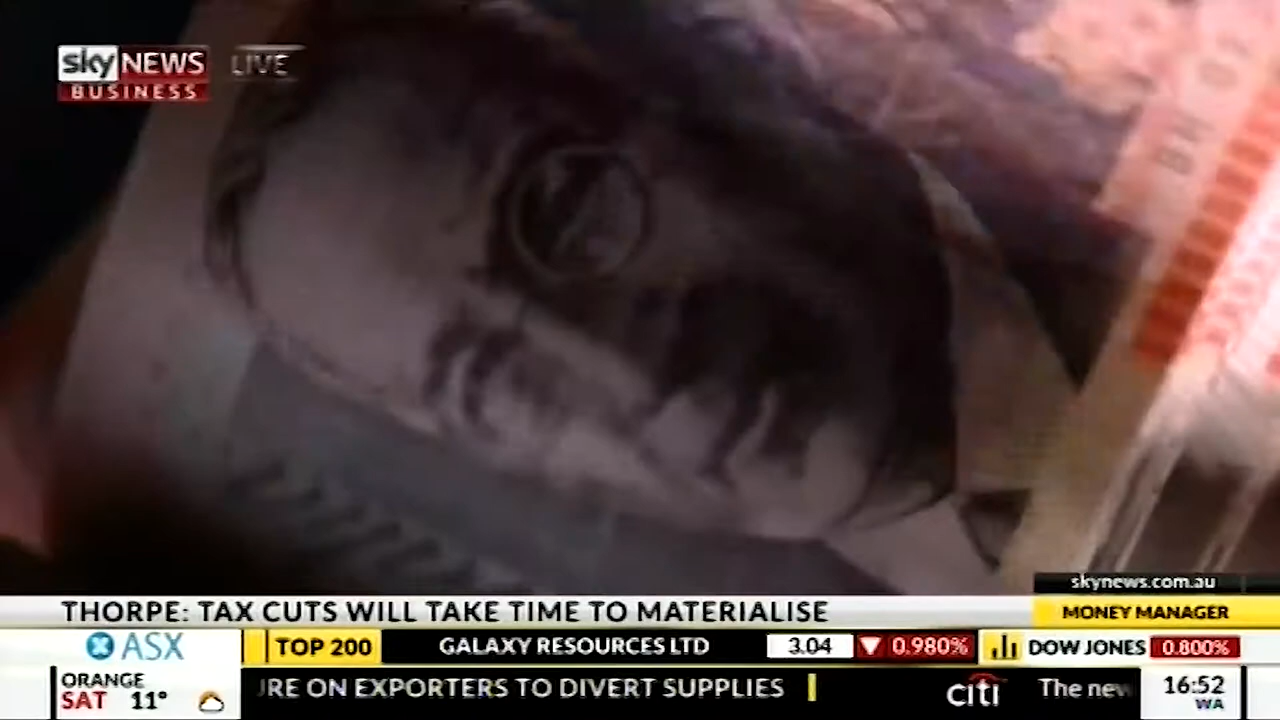 sky NEWS LIVE
BUSINESS
skynews.com.au
THORPE: TAX CUTS WILL TAKE TIME TO MATERIALISE
MONEY MANAGER
ASX TOP 200 GALAXY RESOURCES LTD 3.04 ▼ 0.980% DOW JONES 0.800%
ORANGE
SAT 11°
URE ON EXPORTERS TO DIVERT SUPPLIES
citi The new
16:52
WA